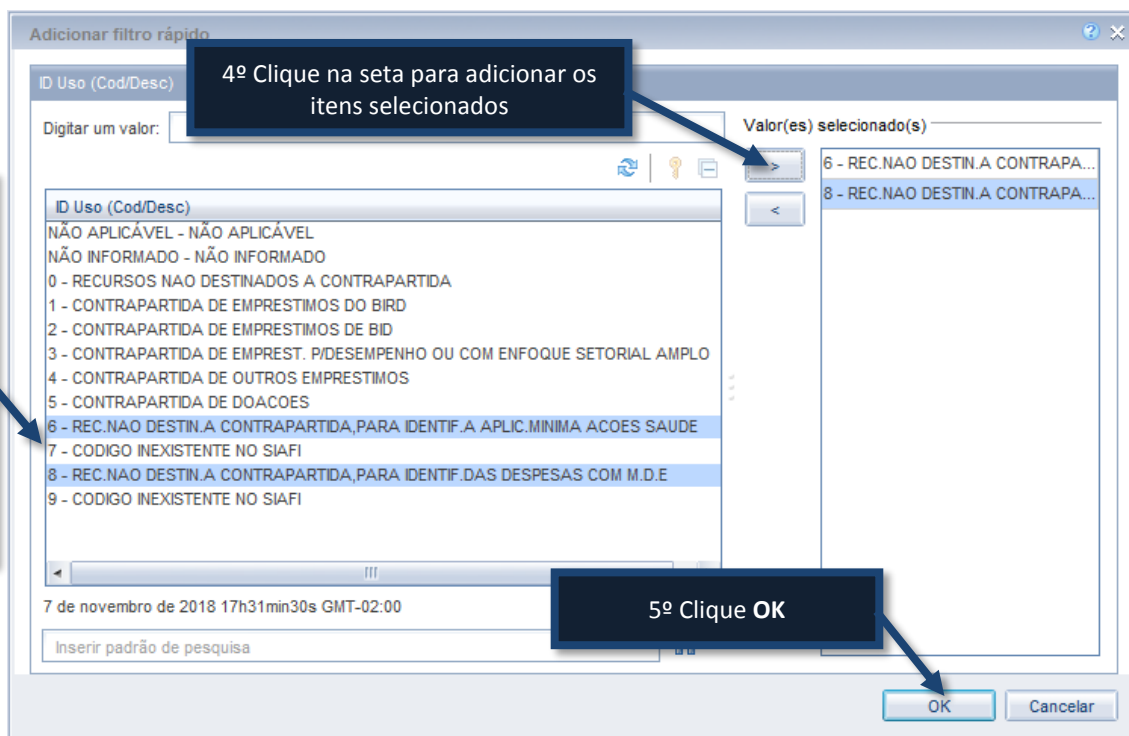 Adicionar filtro rápido
4º Clique na seta para adicionar os
itens selecionados
ID Uso (Cod/Desc)
Digitar um valor:
Valor(es) selecionado(s)
>
6 - REC.NAO DESTIN.A CONTRAPA...
<
8 - REC.NAO DESTIN.A CONTRAPA...
ID Uso (Cod/Desc)
NÃO APLICÁVEL - NÃO APLICÁVEL
NÃO INFORMADO - NÃO INFORMADO
0 - RECURSOS NAO DESTINADOS A CONTRAPARTIDA
1 - CONTRAPARTIDA DE EMPRESTIMOS DO BIRD
2 - CONTRAPARTIDA DE EMPRESTIMOS DE BID
3 - CONTRAPARTIDA DE EMPREST. P/DESEMPENHO OU COM ENFOQUE SETORIAL AMPLO
4 - CONTRAPARTIDA DE OUTROS EMPRESTIMOS
5 - CONTRAPARTIDA DE DOACOES
6 - REC.NAO DESTIN.A CONTRAPARTIDA,PARA IDENTIF.A APLIC.MINIMA ACOES SAUDE
7 - CODIGO INEXISTENTE NO SIAFI
8 - REC.NAO DESTIN.A CONTRAPARTIDA,PARA IDENTIF.DAS DESPESAS COM M.D.E
9 - CODIGO INEXISTENTE NO SIAFI
7 de novembro de 2018 17h31min30s GMT-02:00
5º Clique OK
Inserir padrão de pesquisa
OK
Cancelar